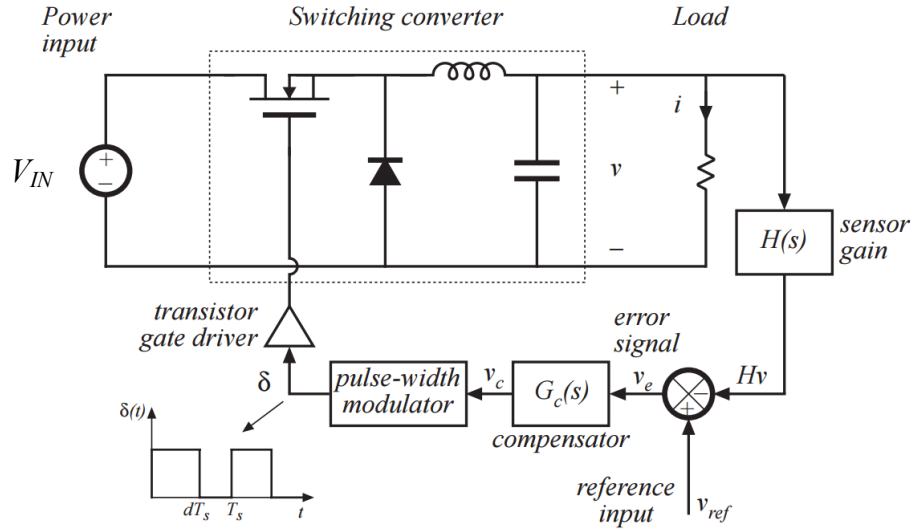 Power
input
Switching converter
Load
+
i
V_IN
+
–
v
–
H(s)
sensor
gain
transistor
gate driver
error
signal
δ
pulse-width
modulator
v_c
G_c(s)
v_e
–
+
Hv
compensator
δ(t)
dT_s
T_s
t
reference
input
v_ref